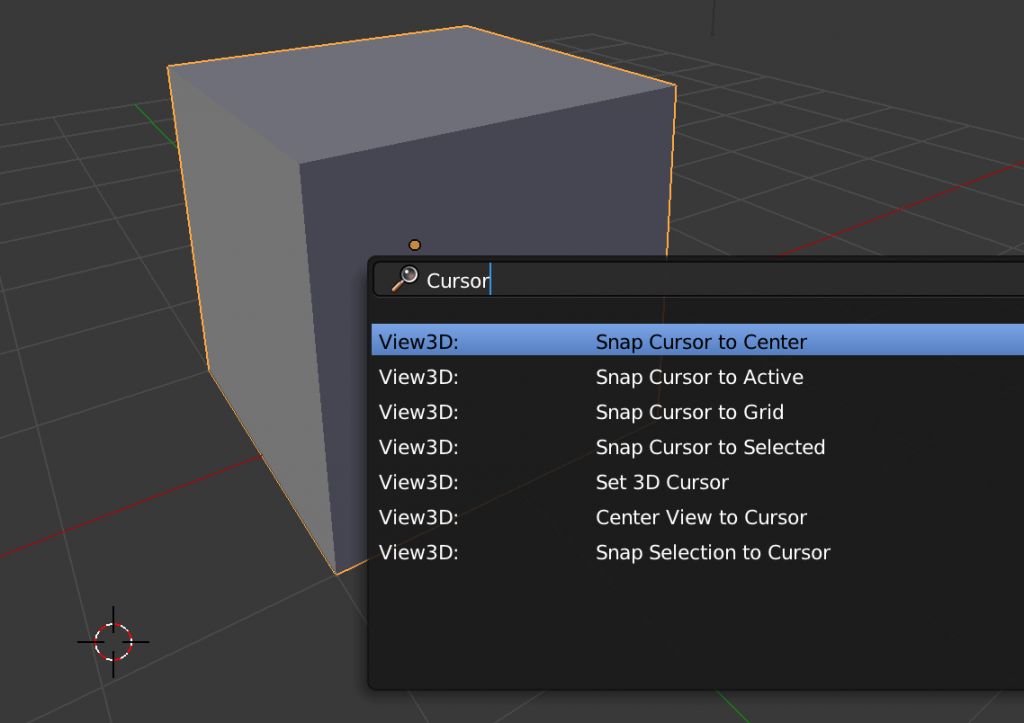 Cursor
View3D: Snap Cursor to Center
View3D: Snap Cursor to Active
View3D: Snap Cursor to Grid
View3D: Snap Cursor to Selected
View3D: Set 3D Cursor
View3D: Center View to Cursor
View3D: Snap Selection to Cursor